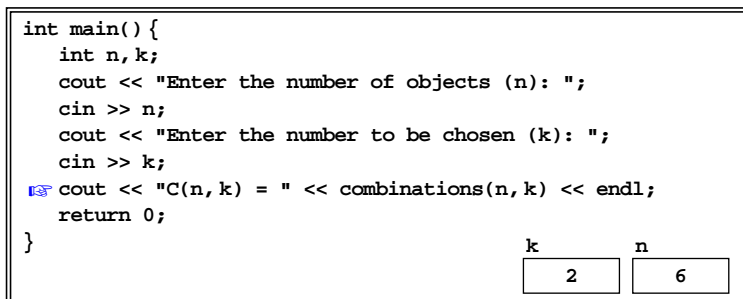 int main() {
int n, k;
cout << "Enter the number of objects (n): ";
cin >> n;
cout << "Enter the number to be chosen (k): ";
cin >> k;
☞ cout << "C(n, k) = " << combinations(n, k) << endl;
return 0;
}
k n
2 6